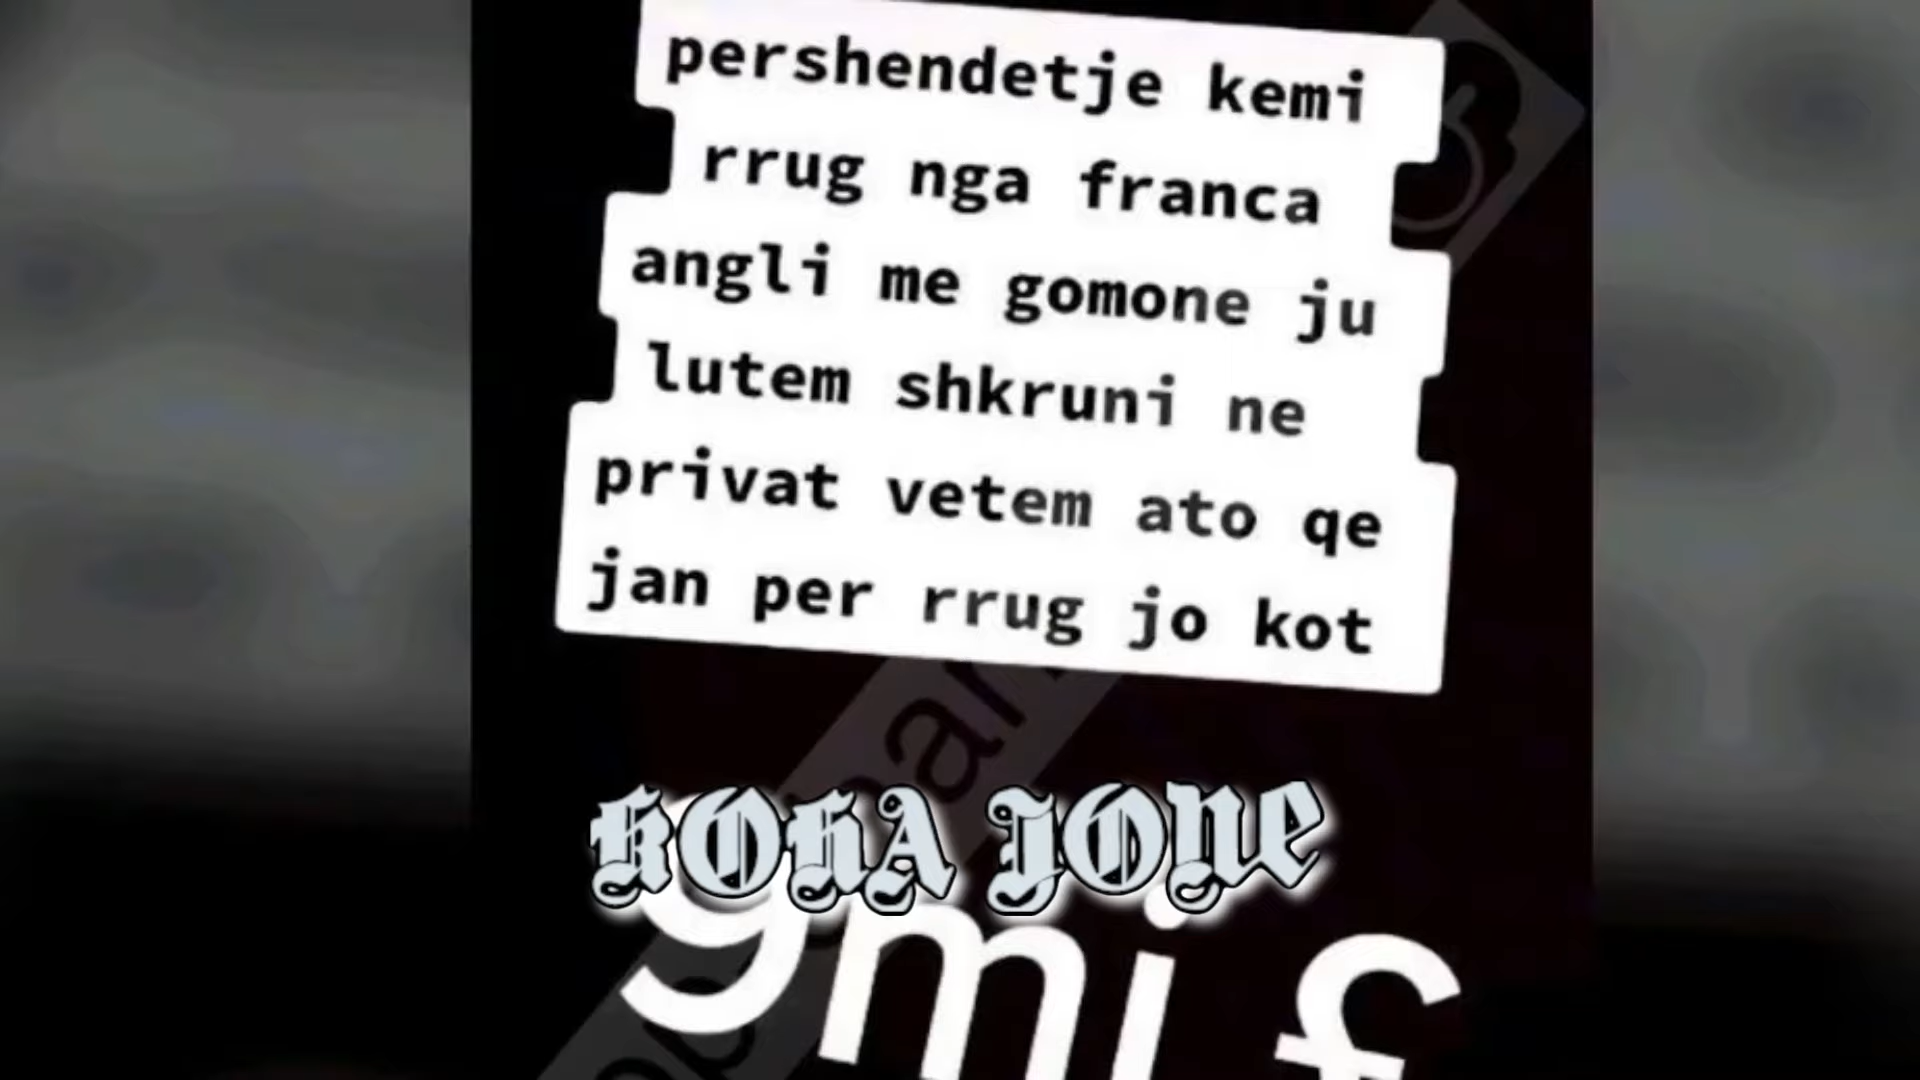 pershendetje kemi
rrug nga franca
angli me gomone ju
lutem shkruni ne
privat vetem ato qe
jan per rrug jo kot
KOHA JONe
9mi £